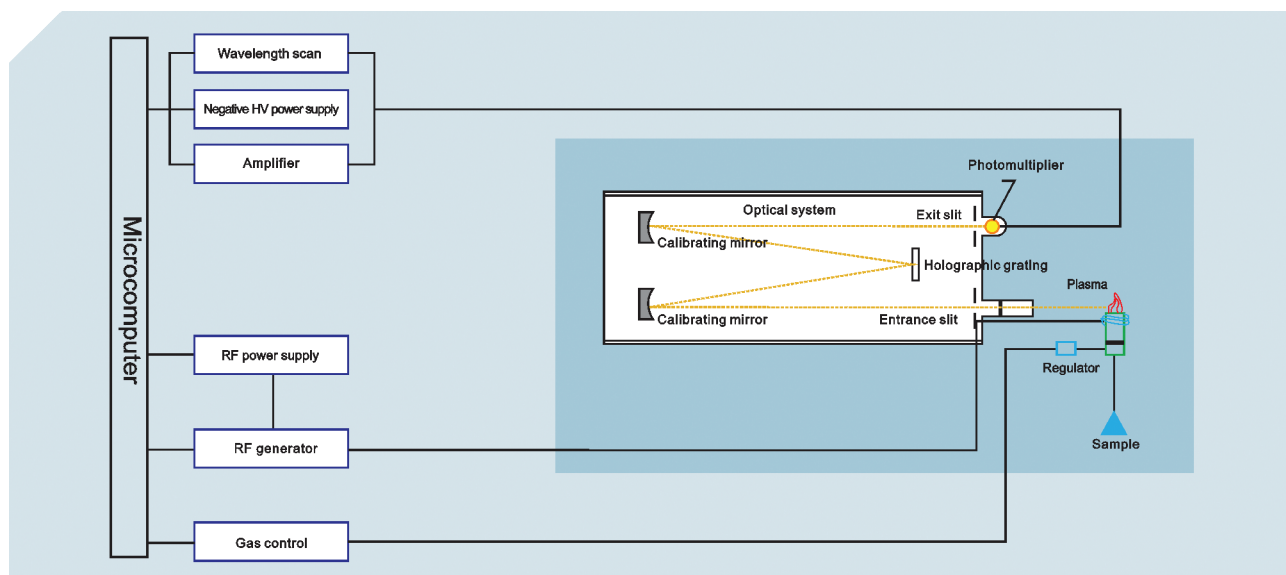 Wavelength scan
Negative HV power supply
Amplifier
Microcomputer
Photomultiplier
Optical system
Exit slit
Calibrating mirror
Holographic grating
Plasma
Calibrating mirror
Entrance slit
RF power supply
Regulator
RF generator
Sample
Gas control